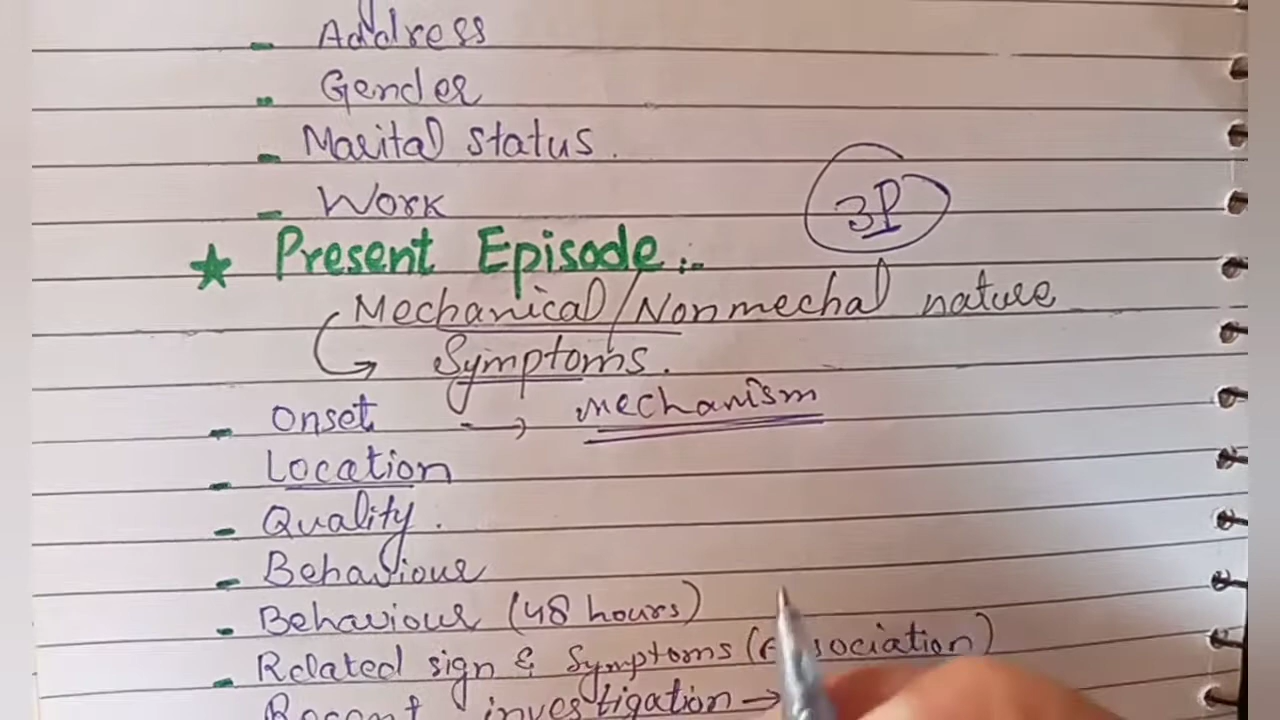 - Address
- Gender
- Marital status.
- Work
3P
★ Present Episode :-
Mechanical/Nonmechal nature
→ Symptoms.
- Onset → mechanism
- Location
- Quality.
- Behaviour
- Behaviour (48 hours)
- Related sign & Symptoms (Association)
Recent investigation →